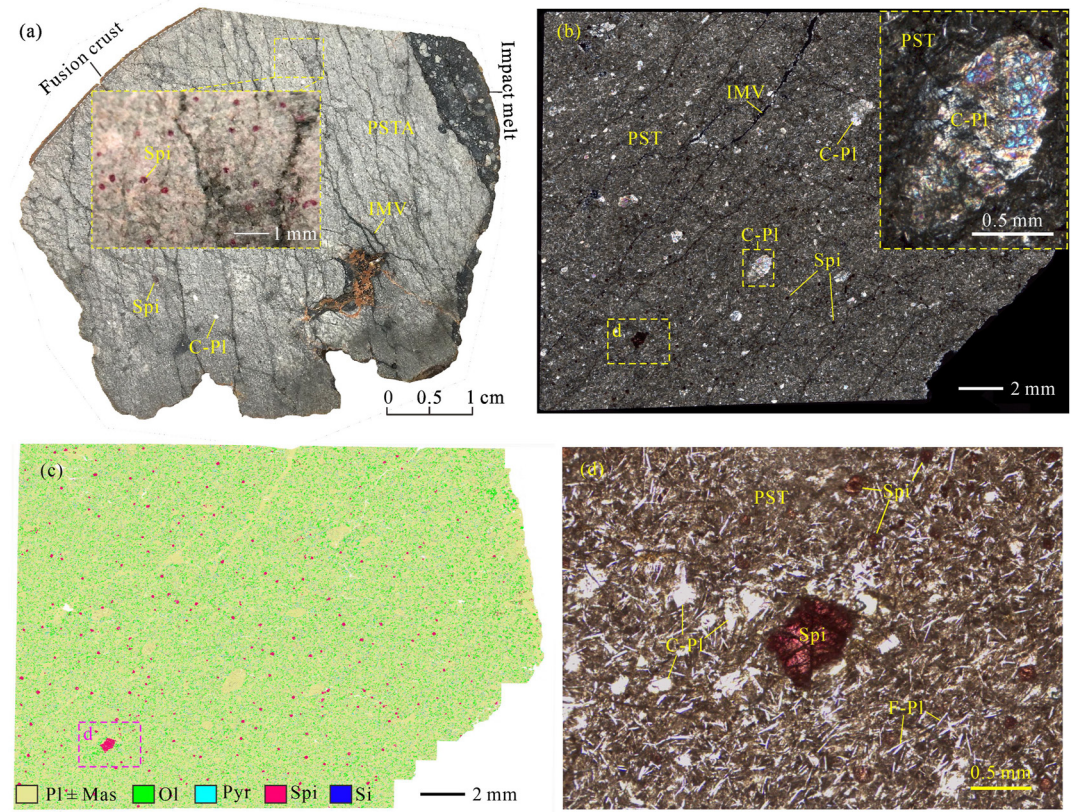 (a)
Fusion crust
Impact melt
PSTA
Spi
1 mm
IMV
Spi
C-Pl
0 0.5 1 cm
(b)
PST
IMV
C-Pl
PST
C-Pl
0.5 mm
C-Pl
Spi
d
2 mm
(c)
d
Pl ± Mas Ol Pyr Spi Si
2 mm
(d)
PST
Spi
Spi
C-Pl
F-Pl
0.5 mm